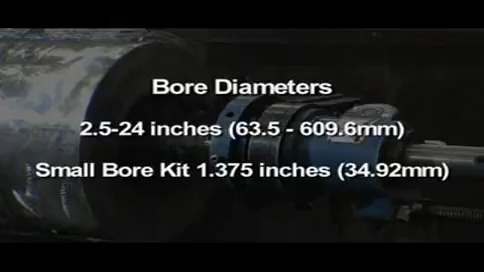 Bore Diameters
2.5-24 inches (63.5 - 609.6mm)
Small Bore Kit 1.375 inches (34.92mm)